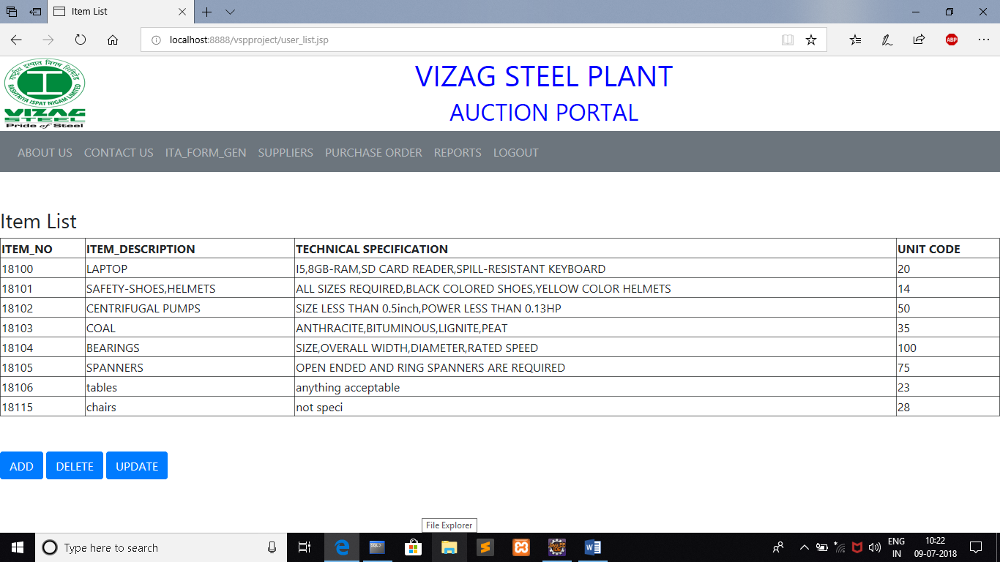 Item List
localhost:8888/vspproject/user_list.jsp
ABP
राष्ट्रीय इस्पात निगम लिमिटेड
RASHTRIYA ISPAT NIGAM LIMITED
VIZAG
STEEL
Pride of Steel
VIZAG STEEL PLANT
AUCTION PORTAL
ABOUT US CONTACT US ITA_FORM_GEN SUPPLIERS PURCHASE ORDER REPORTS LOGOUT
Item List
ITEM_NO ITEM_DESCRIPTION TECHNICAL SPECIFICATION UNIT CODE
18100 LAPTOP I5,8GB-RAM,SD CARD READER,SPILL-RESISTANT KEYBOARD 20
18101 SAFETY-SHOES,HELMETS ALL SIZES REQUIRED,BLACK COLORED SHOES,YELLOW COLOR HELMETS 14
18102 CENTRIFUGAL PUMPS SIZE LESS THAN 0.5inch,POWER LESS THAN 0.13HP 50
18103 COAL ANTHRACITE,BITUMINOUS,LIGNITE,PEAT 35
18104 BEARINGS SIZE,OVERALL WIDTH,DIAMETER,RATED SPEED 100
18105 SPANNERS OPEN ENDED AND RING SPANNERS ARE REQUIRED 75
18106 tables anything acceptable 23
18115 chairs not speci 28
ADD DELETE UPDATE
File Explorer
Type here to search
SQL>
ENG
IN
10:22
09-07-2018